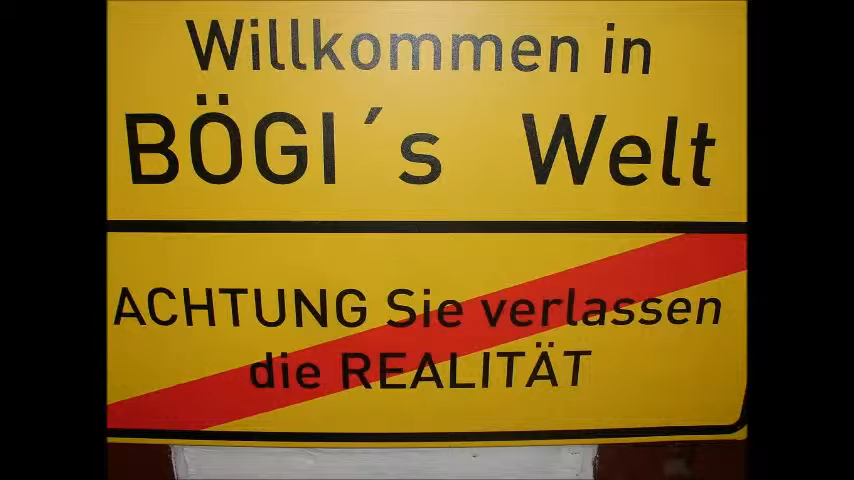 Willkommen in
BÖGI´s Welt
ACHTUNG Sie verlassen
die REALITÄT